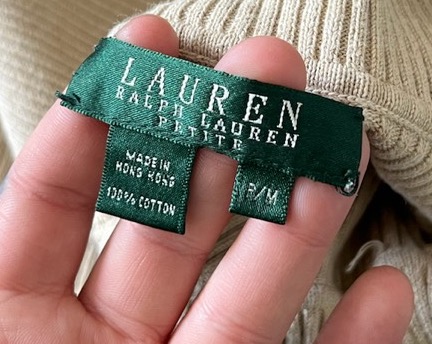 LAUREN
RALPH LAUREN
PETITE
MADE IN
HONG KONG
100% COTTON
P/M